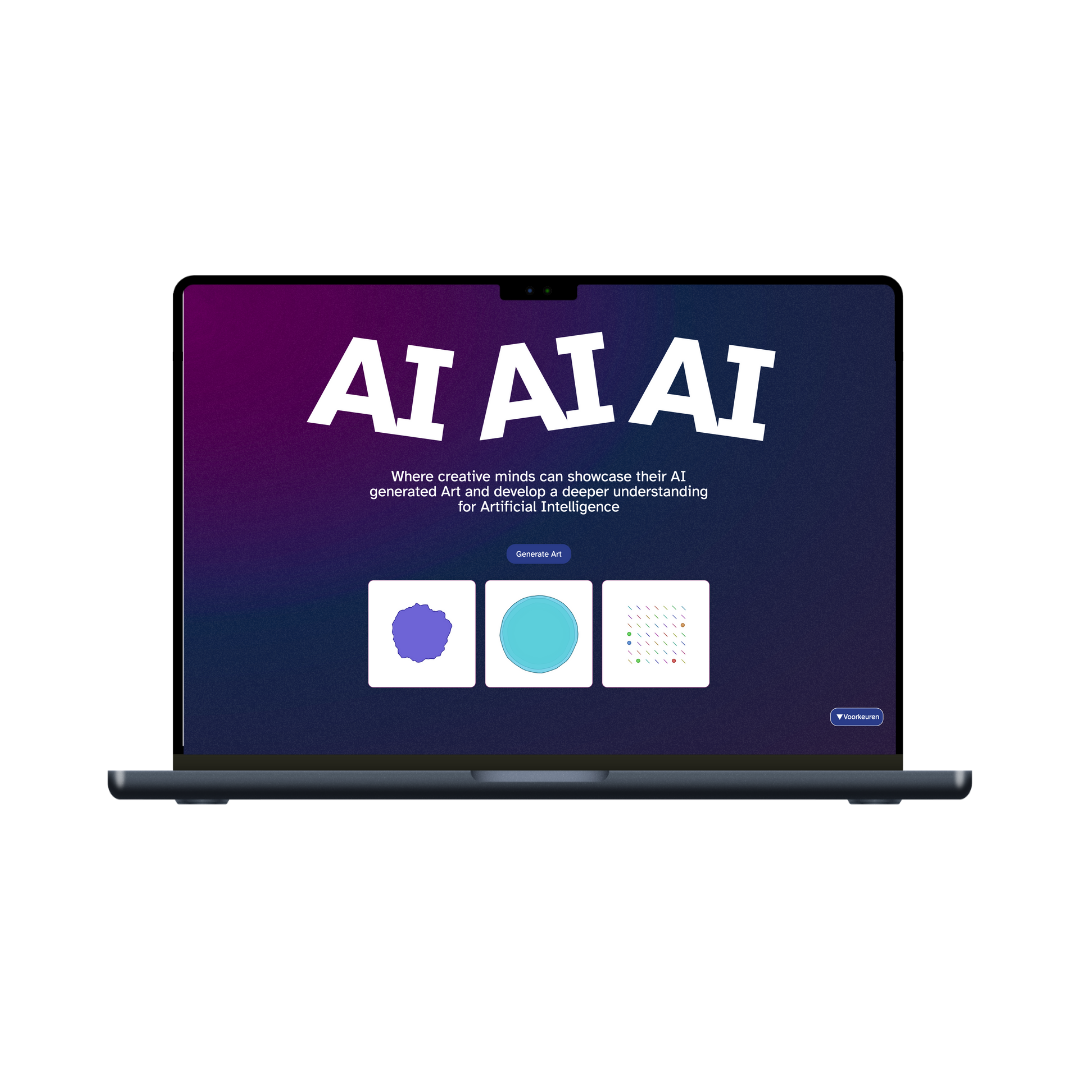 AI AI AI
Where creative minds can showcase their AI
generated Art and develop a deeper understanding
for Artificial Intelligence
Generate Art
Voorkeuren